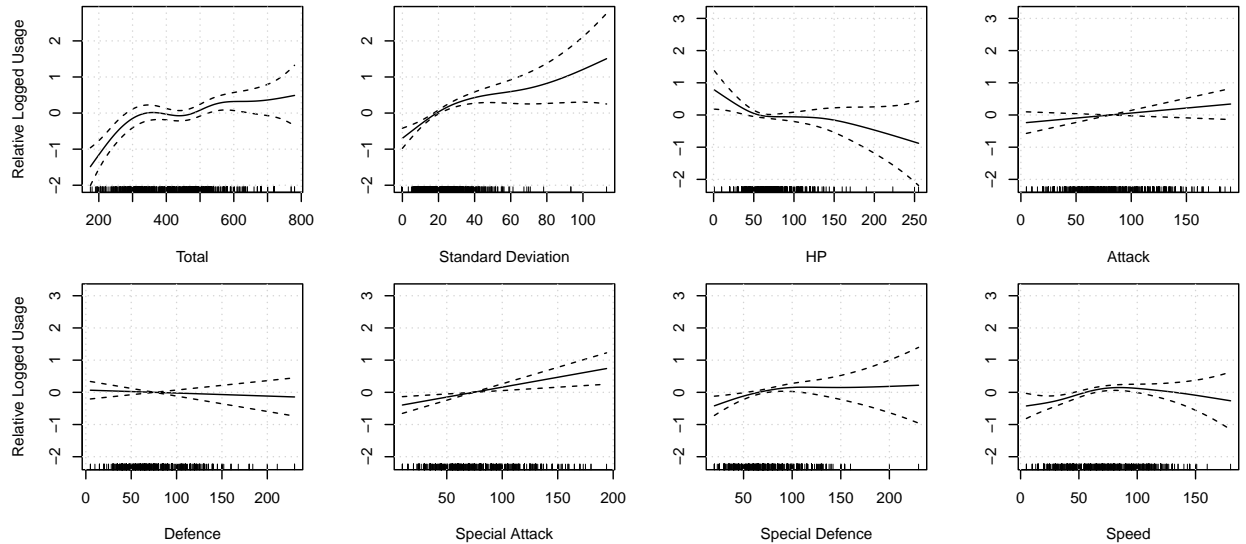 Relative Logged Usage
2
1
0
−1
−2
200 400 600 800
Total
2
1
0
−1
−2
0 20 40 60 80 100
Standard Deviation
3
2
1
0
−1
−2
0 50 100 150 200 250
HP
3
2
1
0
−1
−2
0 50 100 150
Attack
Relative Logged Usage
3
2
1
0
−1
−2
0 50 100 150 200
Defence
3
2
1
0
−1
−2
50 100 150 200
Special Attack
3
2
1
0
−1
−2
50 100 150 200
Special Defence
3
2
1
0
−1
−2
0 50 100 150
Speed